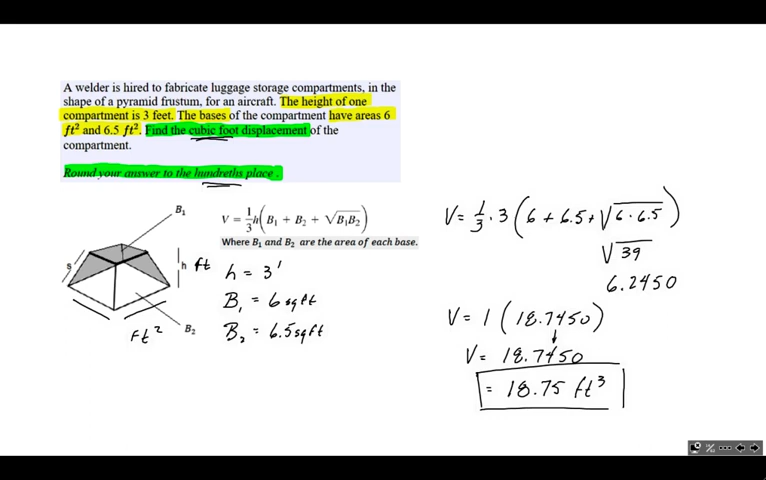 A welder is hired to fabricate luggage storage compartments, in the
shape of a pyramid frustum, for an aircraft. The height of one
compartment is 3 feet. The bases of the compartment have areas 6
ft² and 6.5 ft². Find the cubic foot displacement of the
compartment.
Round your answer to the hundreths place .
B₁
s
h ft
Ft²
B₂
V = 1/3 h(B₁ + B₂ + √B₁B₂)
Where B₁ and B₂ are the area of each base.
h = 3'
B₁ = 6 sq ft
B₂ = 6.5 sq ft
V = 1/3 · 3 (6 + 6.5 + √6 · 6.5)
√39
6.2450
V = 1 (18.7450)
V = 18.7450
= 18.75 ft³